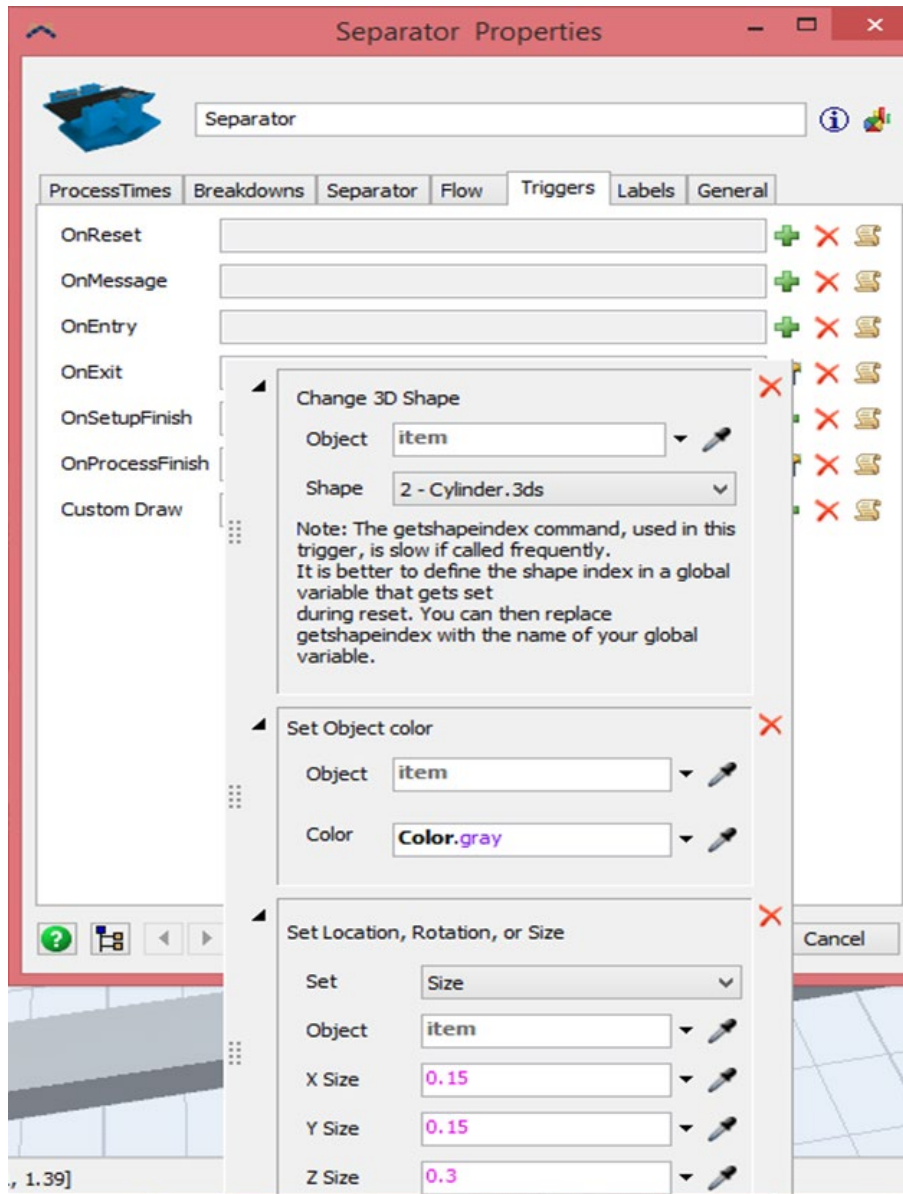 Separator Properties
Separator
ProcessTimes Breakdowns Separator Flow Triggers Labels General
OnReset
OnMessage
OnEntry
OnExit
OnSetupFinish
OnProcessFinish
Custom Draw
Change 3D Shape
Object item
Shape 2 - Cylinder.3ds
Note: The getshapeindex command, used in this
trigger, is slow if called frequently.
It is better to define the shape index in a global
variable that gets set
during reset. You can then replace
getshapeindex with the name of your global
variable.
Set Object color
Object item
Color Color.gray
Set Location, Rotation, or Size
Cancel
Set Size
Object item
X Size 0.15
Y Size 0.15
Z Size 0.3
, 1.39]